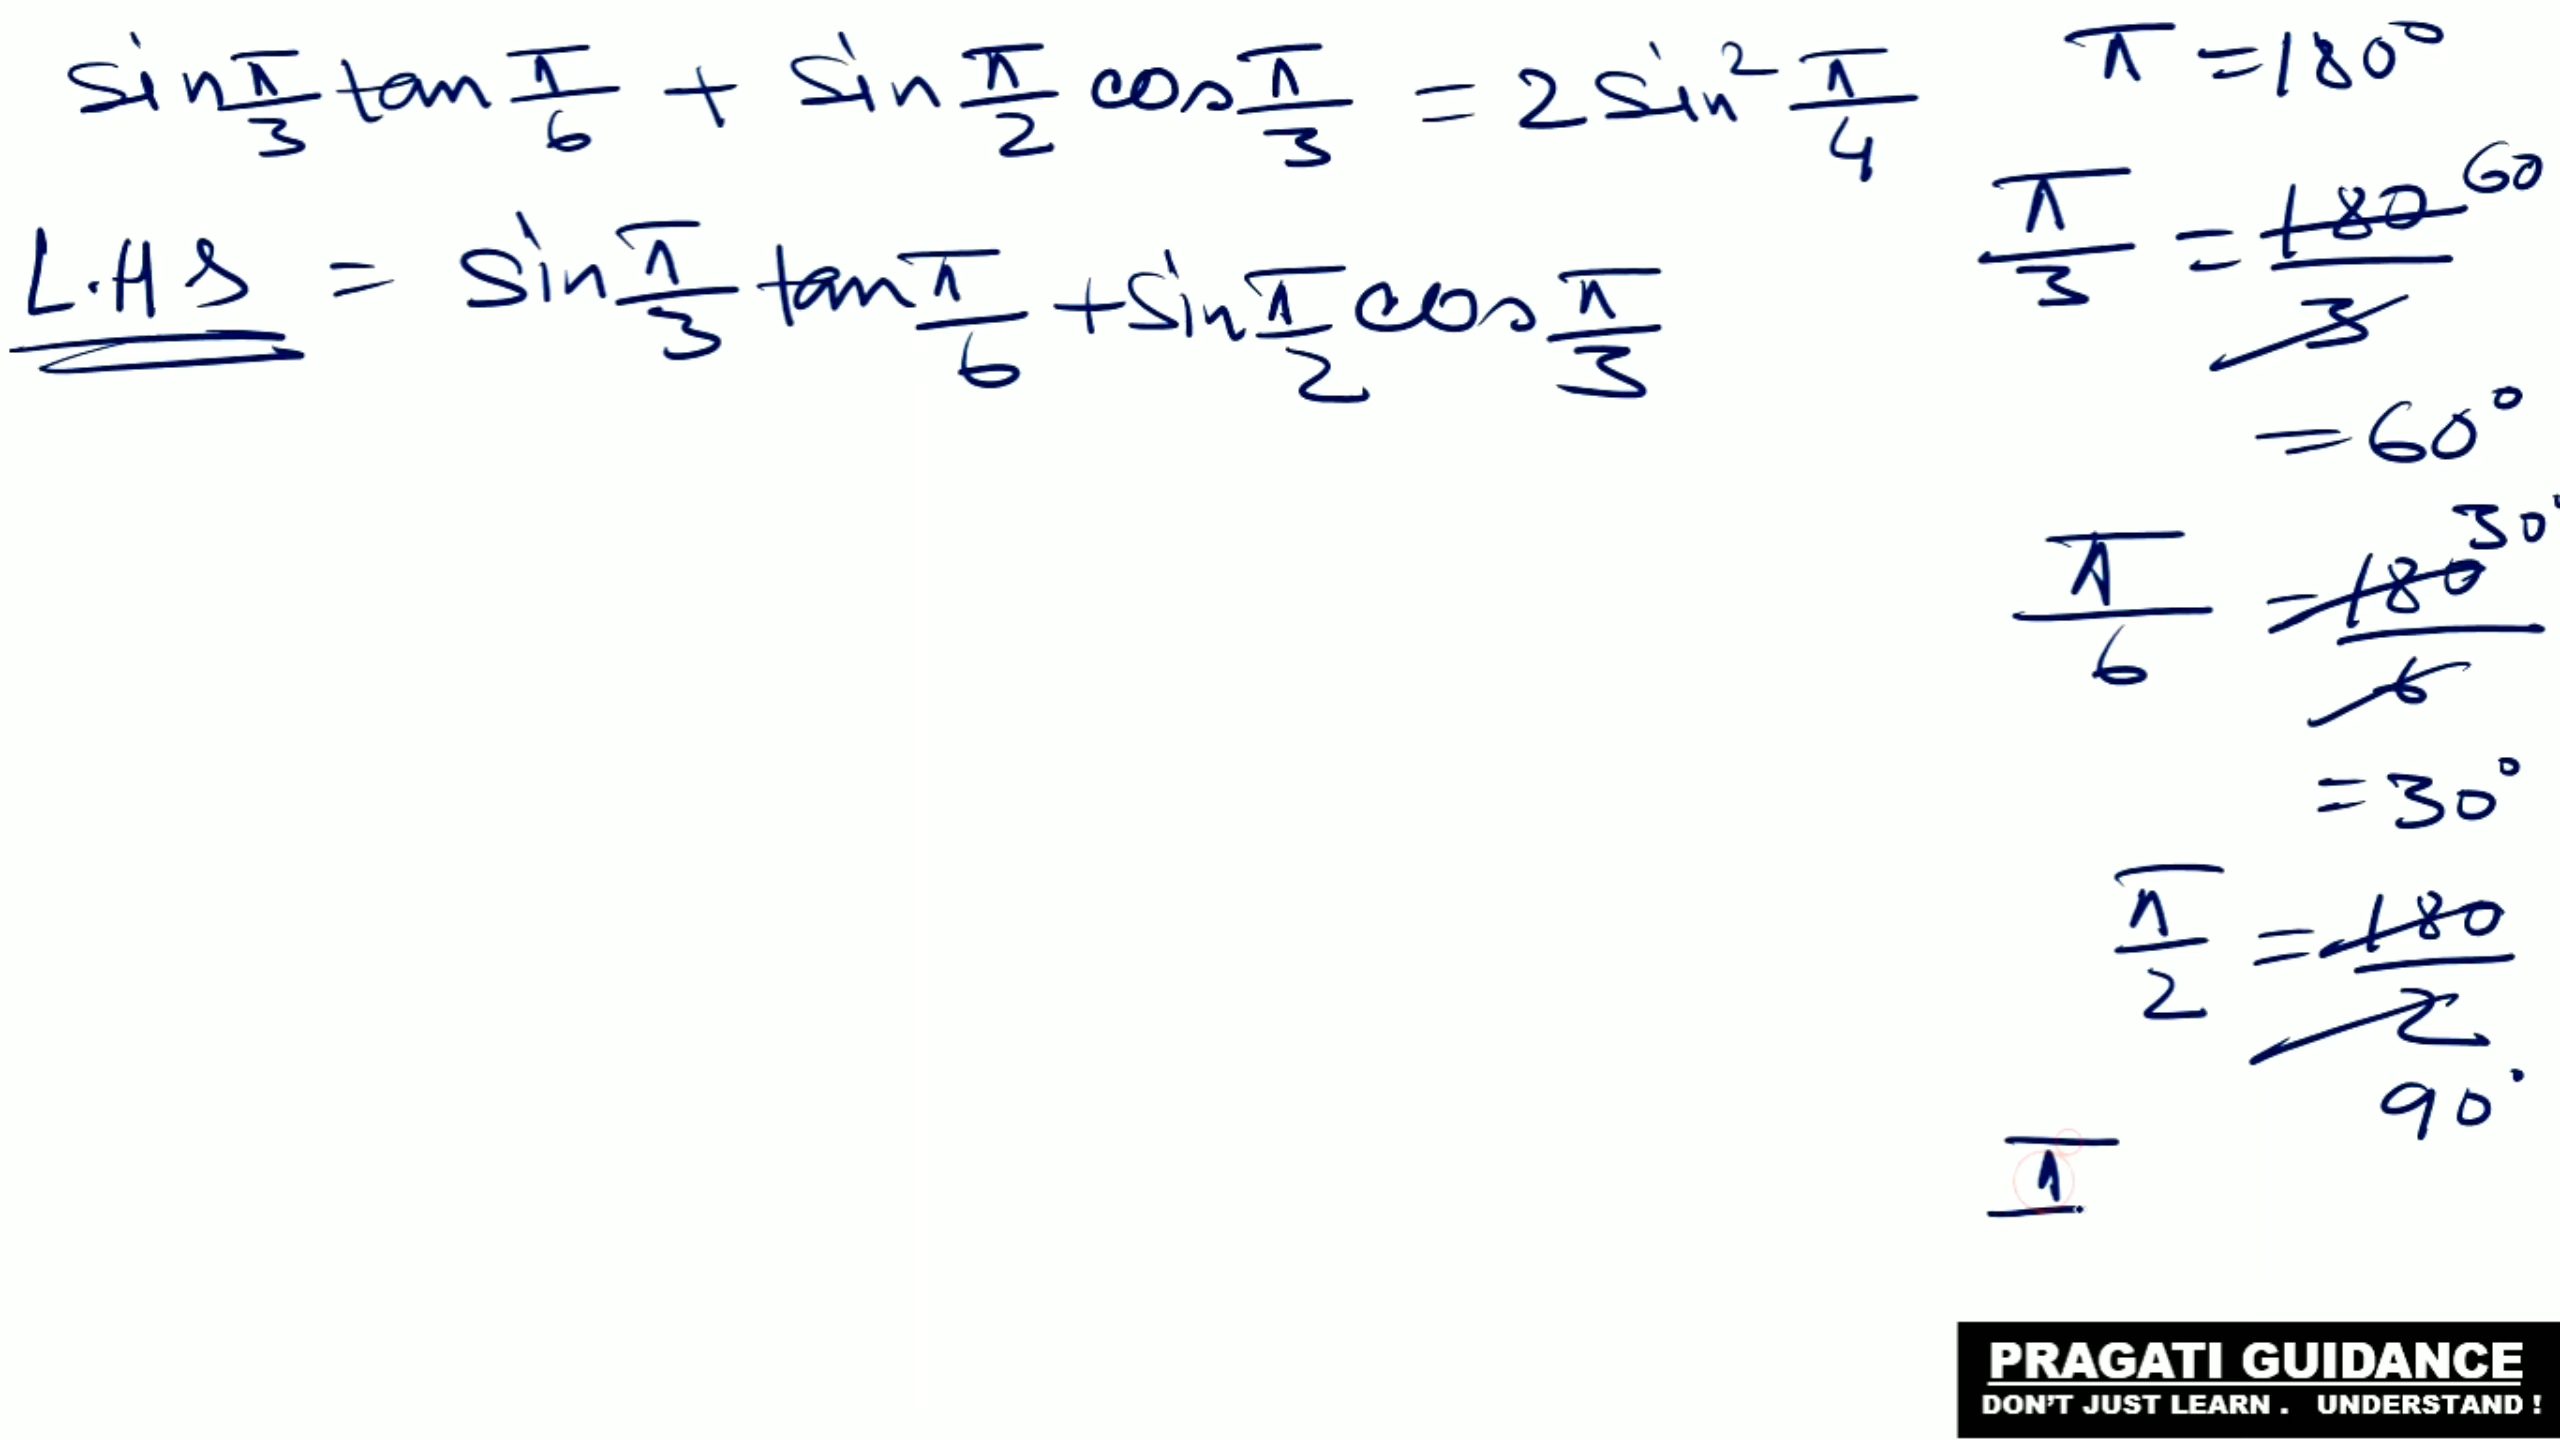 sin π/3 tan π/6 + sin π/2 cos π/3 = 2 sin² π/4
L.H.S = sin π/3 tan π/6 + sin π/2 cos π/3
π = 180°
π/3 = 180/3 60
= 60°
π/6 = 180/6 30°
= 30°
π/2 = 180/2
90°
π
PRAGATI GUIDANCE
DON'T JUST LEARN . UNDERSTAND !